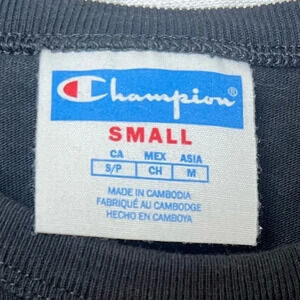 Champion
SMALL
CA MEX ASIA
S/P CH M
MADE IN CAMBODIA
FABRIQUÉ AU CAMBODGE
HECHO EN CAMBOYA